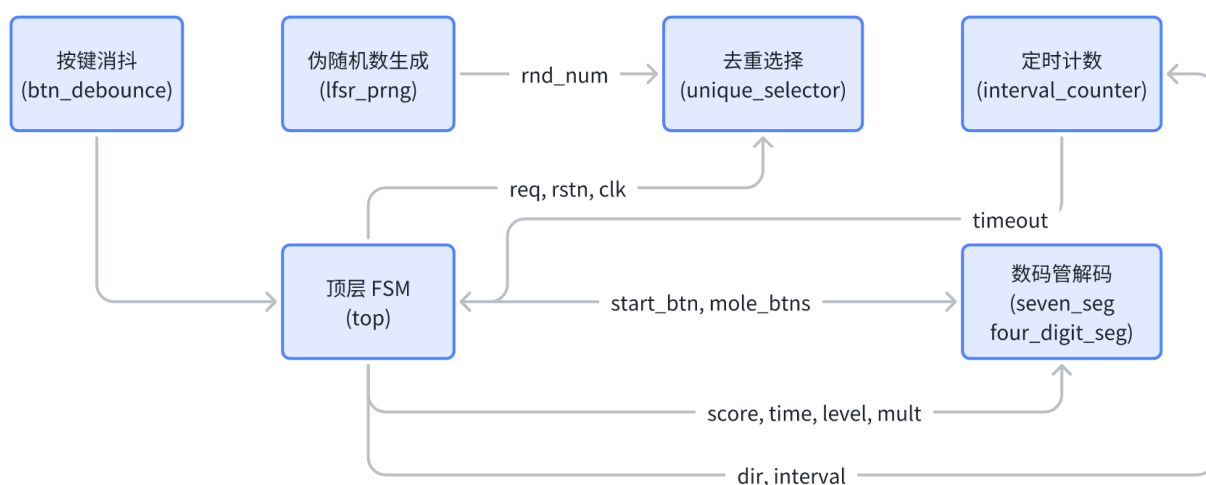 按键消抖
(btn_debounce)
伪随机数生成
(lfsr_prng)
rnd_num
去重选择
(unique_selector)
定时计数
(interval_counter)
req, rstn, clk
timeout
顶层 FSM
(top)
start_btn, mole_btns
数码管解码
(seven_seg
four_digit_seg)
score, time, level, mult
dir, interval